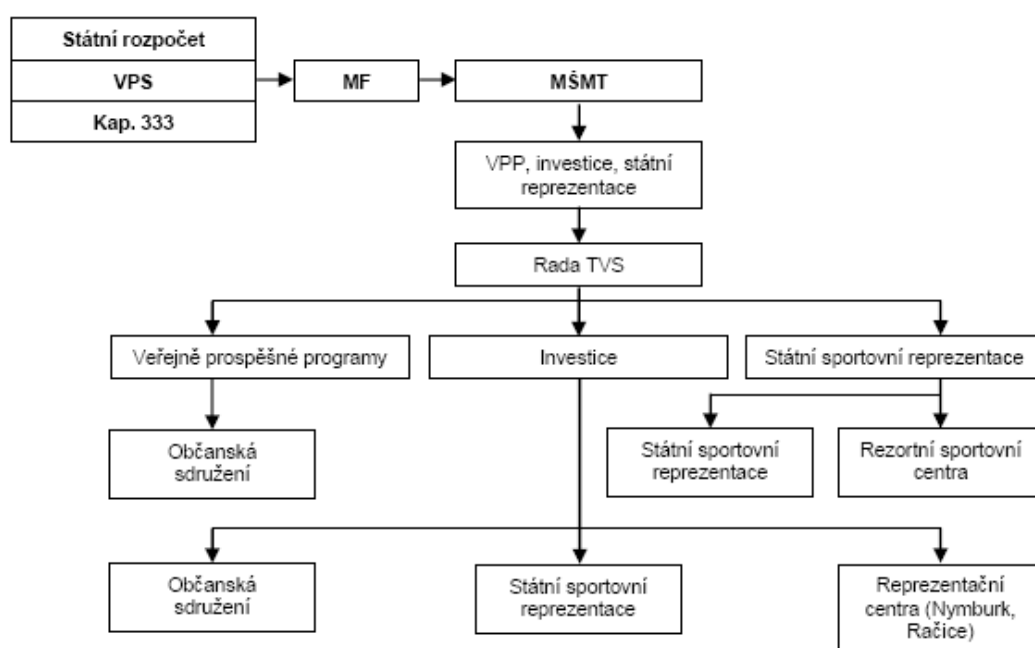 Státní rozpočet
VPS
Kap. 333
MF
MŠMT
VPP, investice, státní
reprezentace
Rada TVS
Veřejně prospěšné programy
Investice
Státní sportovní reprezentace
Občanská
sdružení
Státní sportovní
reprezentace
Rezortní sportovní
centra
Občanská
sdružení
Státní sportovní
reprezentace
Reprezentační
centra (Nymburk,
Račice)